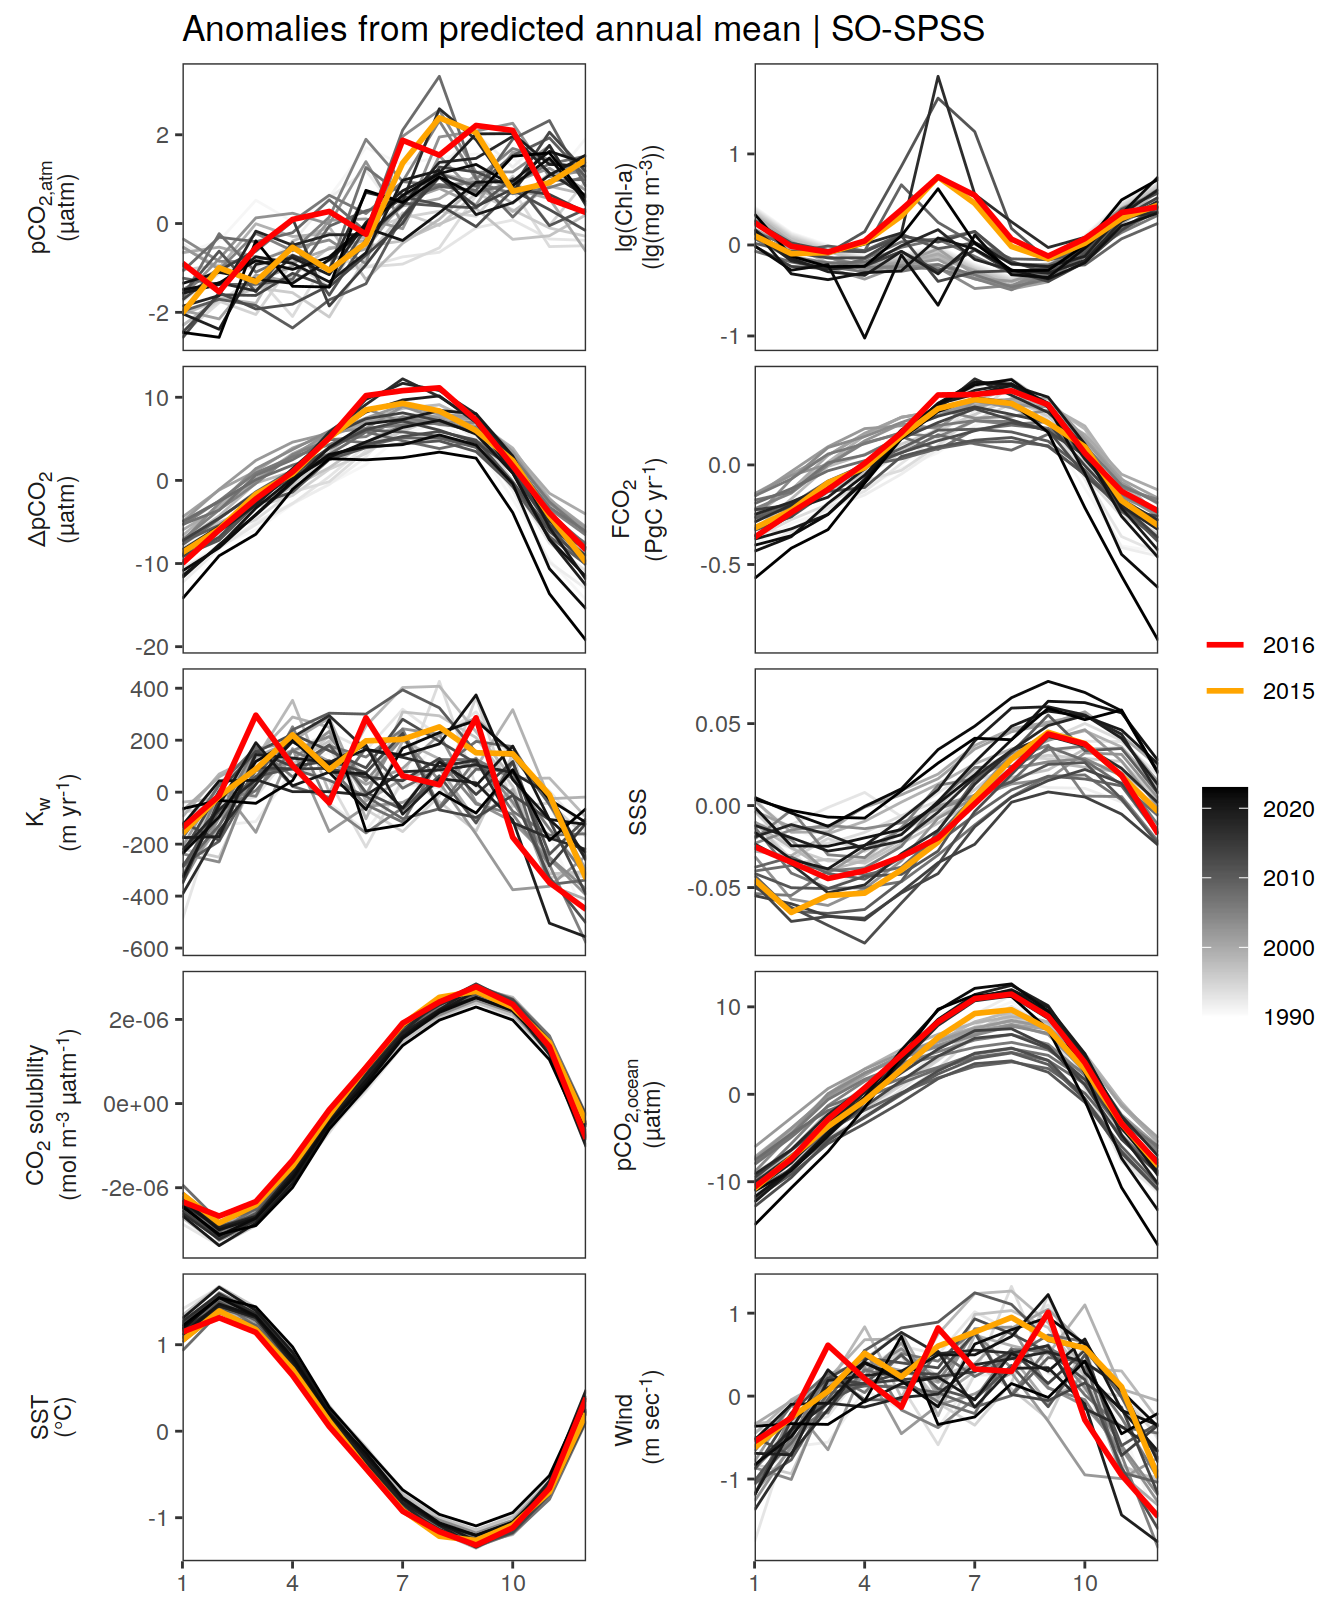 Anomalies from predicted annual mean | SO-SPSS
pCO2,atm
(µatm)
2
0
-2
lg(Chl-a)
(lg(mg m-3))
1
0
-1
ΔpCO2
(µatm)
10
0
-10
-20
FCO2
(PgC yr-1)
0.0
-0.5
Kw
(m yr-1)
400
200
0
-200
-400
-600
SSS
0.05
0.00
-0.05
CO2 solubility
(mol m-3 µatm-1)
2e-06
0e+00
-2e-06
pCO2,ocean
(µatm)
10
0
-10
SST
(°C)
1
0
-1
Wind
(m sec-1)
1
0
-1
1 4 7 10
1 4 7 10
2016
2015
2020
2010
2000
1990